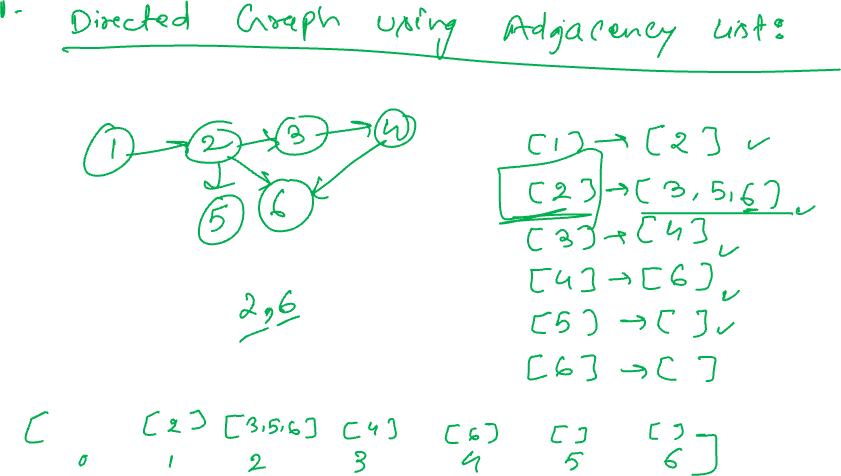 1. Directed Graph using Adjacency List:
1 → 2 → 3 → 4
5 6
[1] → [2] ✓
[2] → [3,5,6] ✓
[3] → [4] ✓
[4] → [6] ✓
[5] → [ ] ✓
[6] → [ ]
2,6
[ [2] [3,5,6] [4] [6] [ ] [ ] ]
0 1 2 3 4 5 6